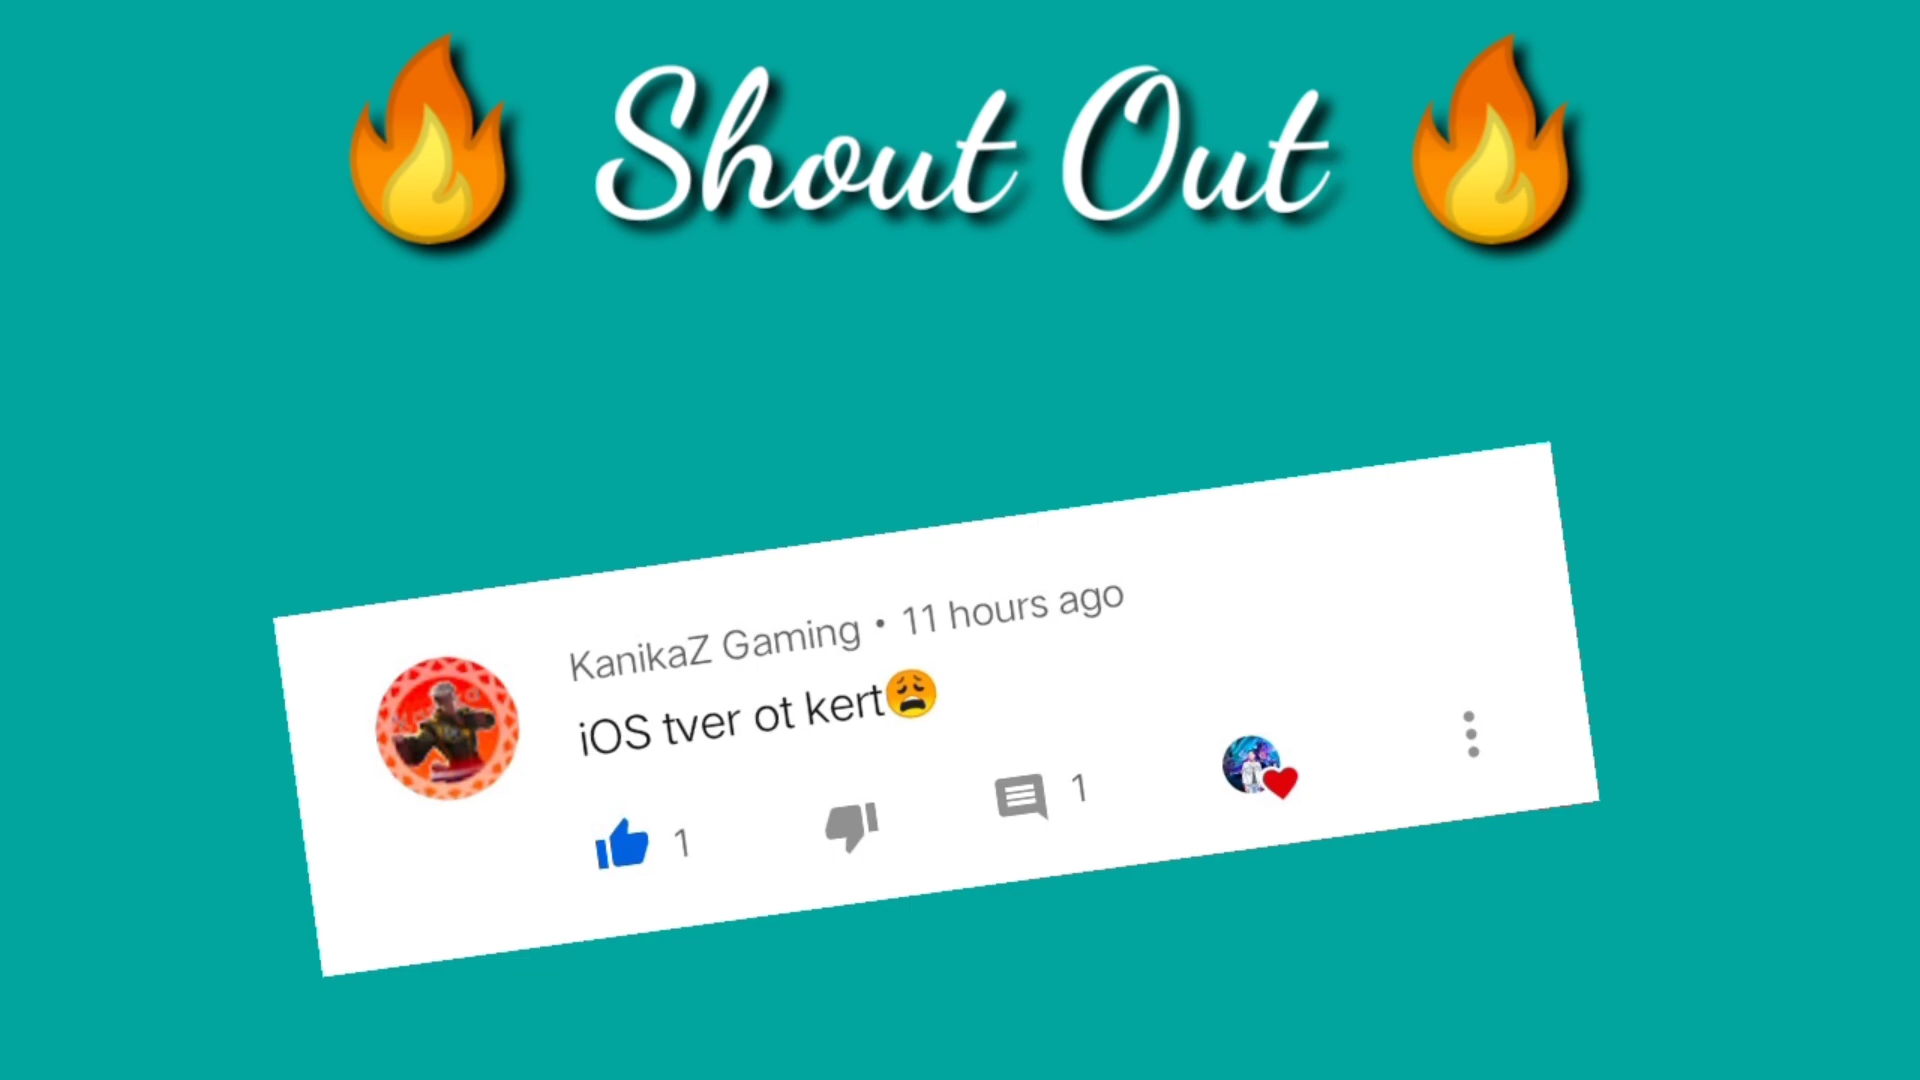 🔥 Shout Out 🔥
KanikaZ Gaming • 11 hours ago
iOS tver ot kert😩
1 1